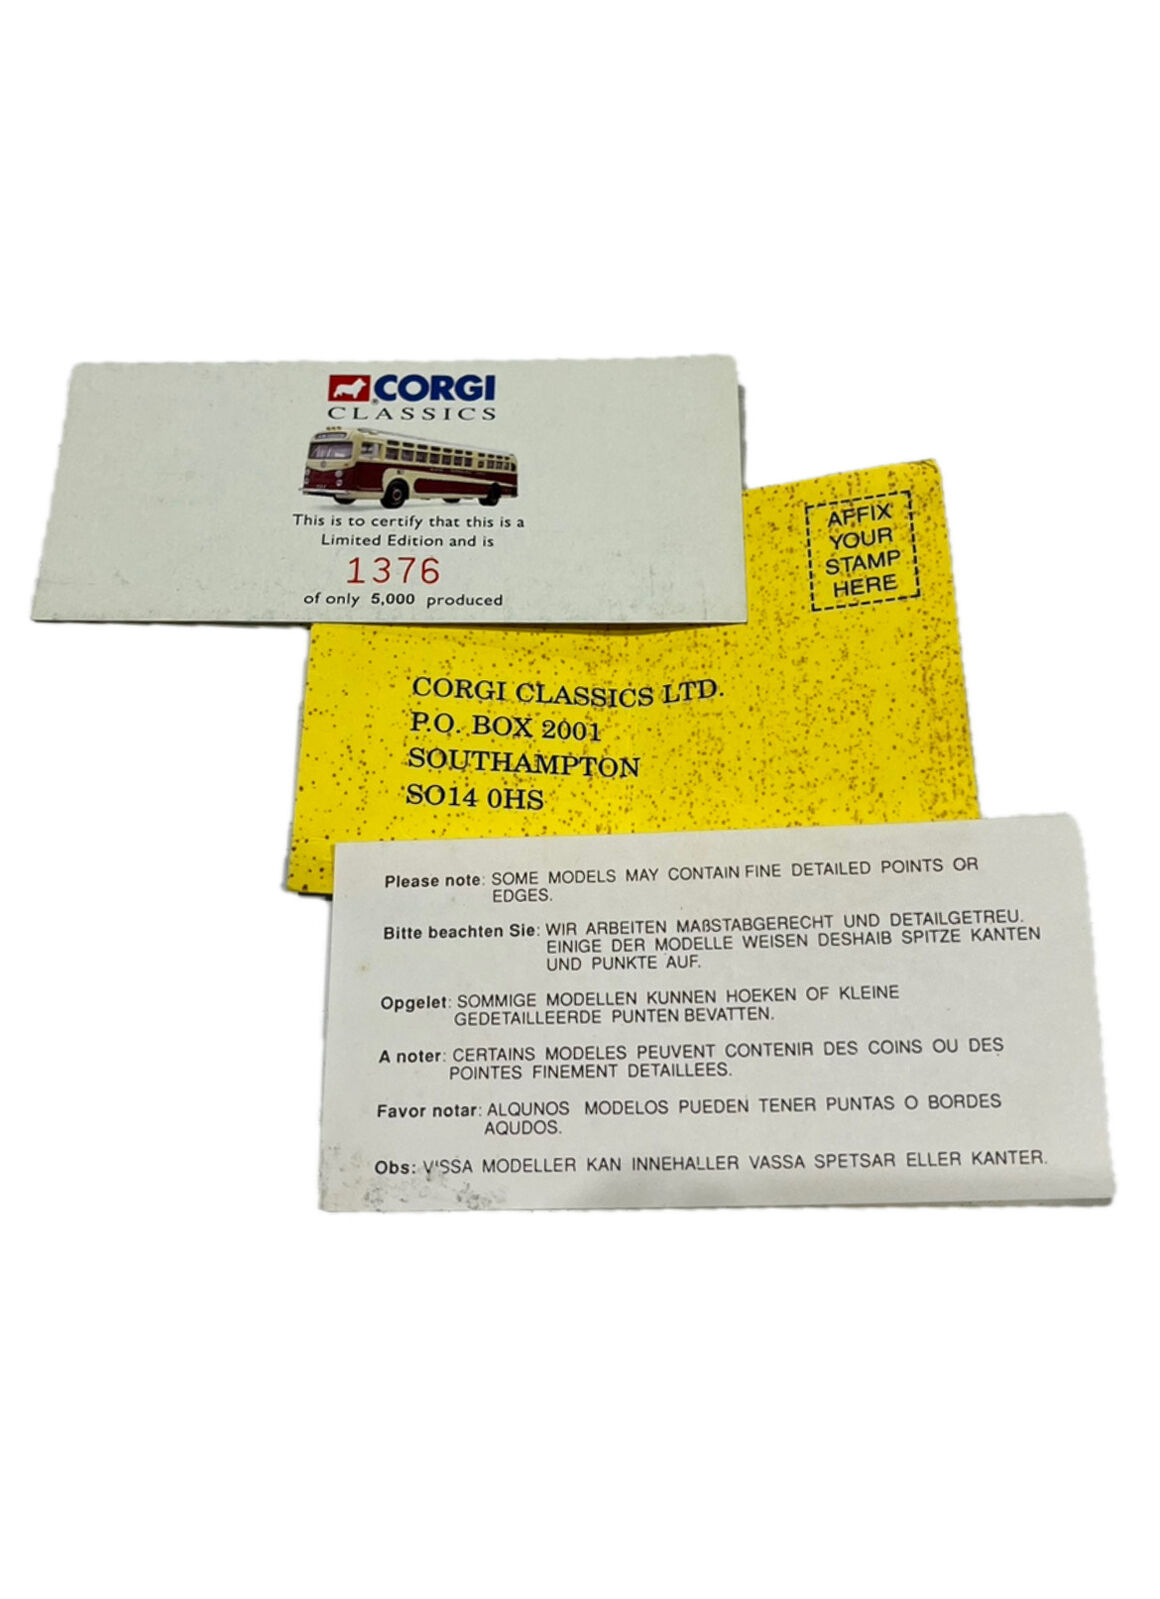 CORGI
CLASSICS
This is to certify that this is a
Limited Edition and is
1376
of only 5,000 produced
AFFIX
YOUR
STAMP
HERE
CORGI CLASSICS LTD.
P.O. BOX 2001
SOUTHAMPTON
SO14 0HS
Please note: SOME MODELS MAY CONTAIN FINE DETAILED POINTS OR
EDGES.
Bitte beachten Sie: WIR ARBEITEN MAßSTABGERECHT UND DETAILGETREU.
EINIGE DER MODELLE WEISEN DESHAIB SPITZE KANTEN
UND PUNKTE AUF.
Opgelet: SOMMIGE MODELLEN KUNNEN HOEKEN OF KLEINE
GEDETAILLEERDE PUNTEN BEVATTEN.
A noter: CERTAINS MODELES PEUVENT CONTENIR DES COINS OU DES
POINTES FINEMENT DETAILLEES.
Favor notar: ALQUNOS MODELOS PUEDEN TENER PUNTAS O BORDES
AQUDOS.
Obs: VISSA MODELLER KAN INNEHALLER VASSA SPETSAR ELLER KANTER.